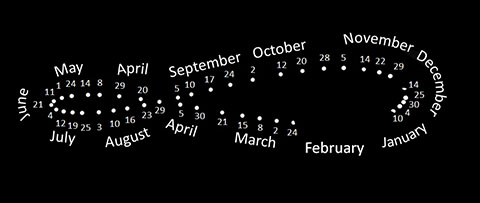 September October November December
May April
5 10 17 24 2 12 20 28 5 14 22 29
11 1 24 14 8 29 20
14
25
30
4
10
June
21
4 12 19 25 3 10 16 23 29 5 30 21 15 8 2 24
July August April March February January